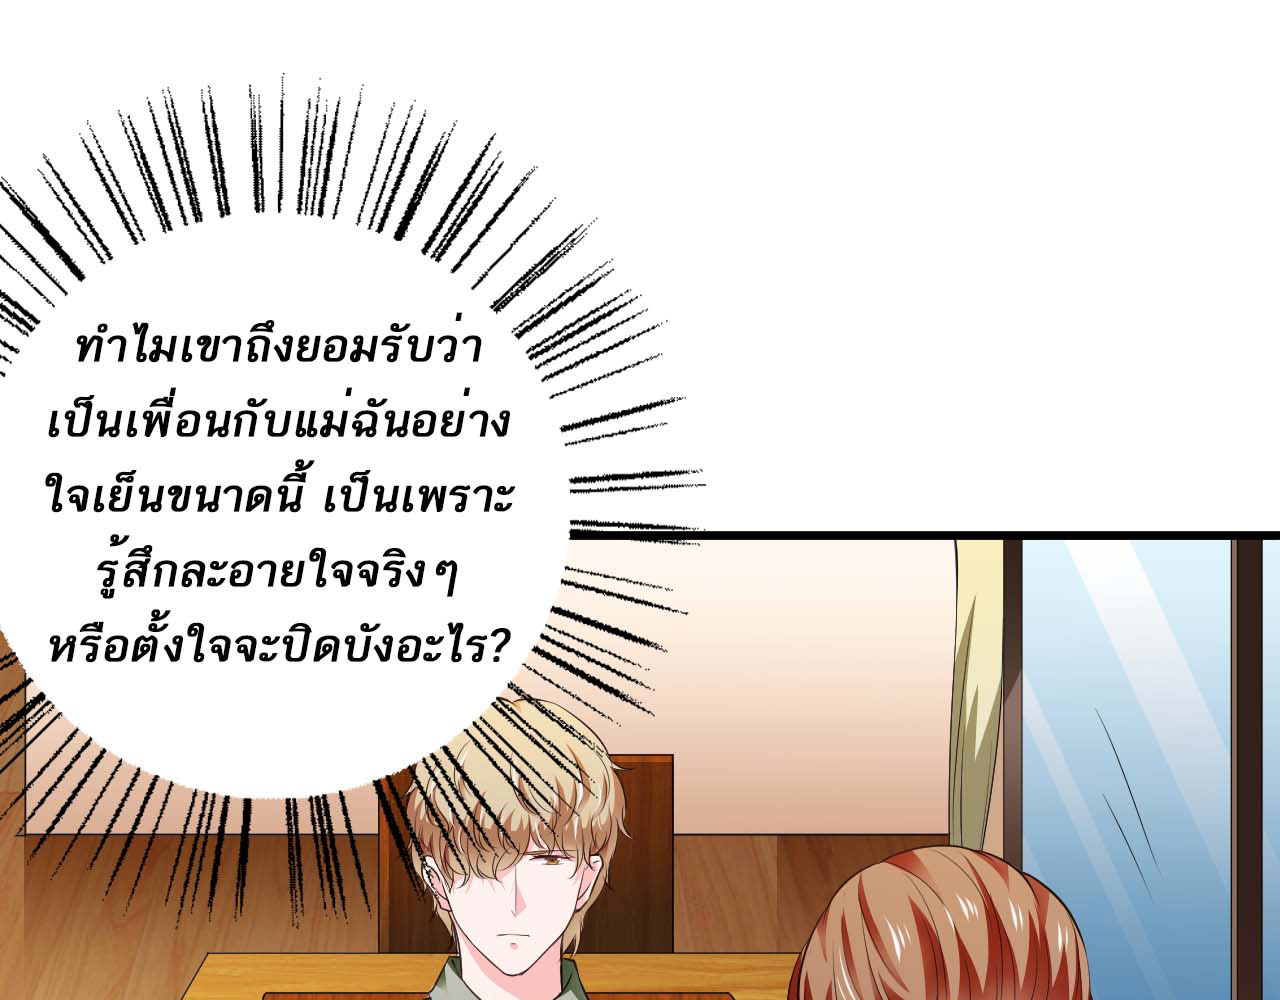 ทำไมเขาถึงยอมรับว่า
เป็นเพื่อนกับแม่ฉันอย่าง
ใจเย็นขนาดนี้ เป็นเพราะ
รู้สึกละอายใจจริงๆ
หรือตั้งใจจะปิดบังอะไร?